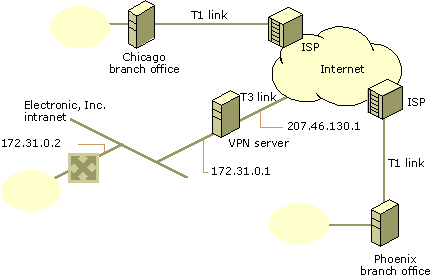 T1 link
ISP
Chicago
branch office
Internet
Electronic, Inc.
intranet
T3 link
ISP
207.46.130.1
172.31.0.2
VPN server
T1 link
172.31.0.1
Phoenix
branch office